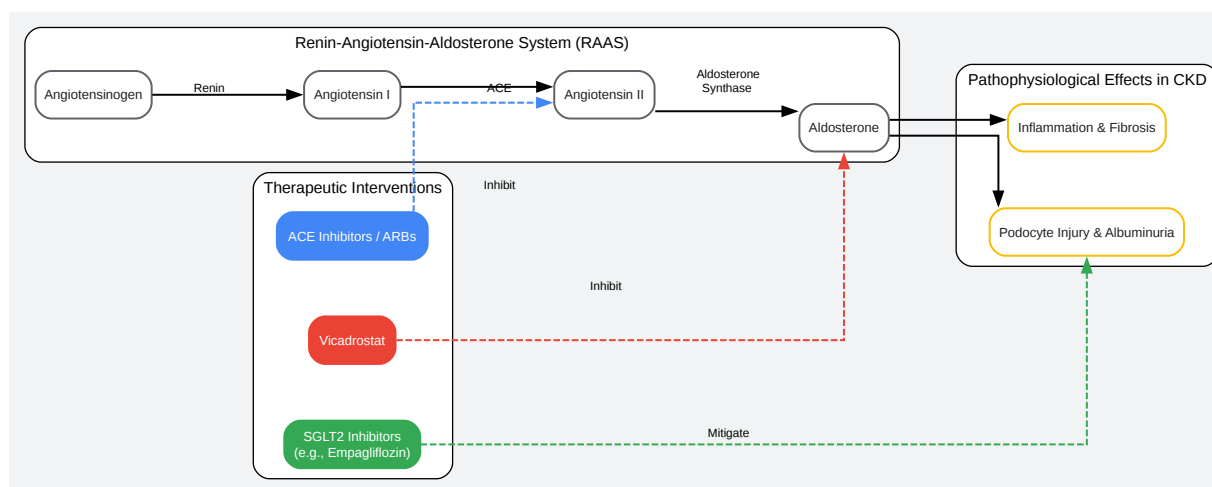 Renin-Angiotensin-Aldosterone System (RAAS)
Angiotensinogen
Renin
Angiotensin I
ACE
Angiotensin II
Aldosterone
Synthase
Aldosterone
Pathophysiological Effects in CKD
Inflammation & Fibrosis
Podocyte Injury & Albuminuria
Therapeutic Interventions
Inhibit
ACE Inhibitors / ARBs
Inhibit
Vicadrostat
SGLT2 Inhibitors
(e.g., Empagliflozin)
Mitigate